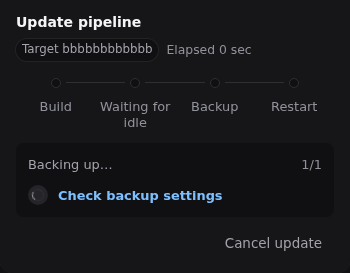 Update pipeline
Target bbbbbbbbbbbb Elapsed 0 sec
Build Waiting for idle Backup Restart
Backing up… 1/1
Check backup settings
Cancel update